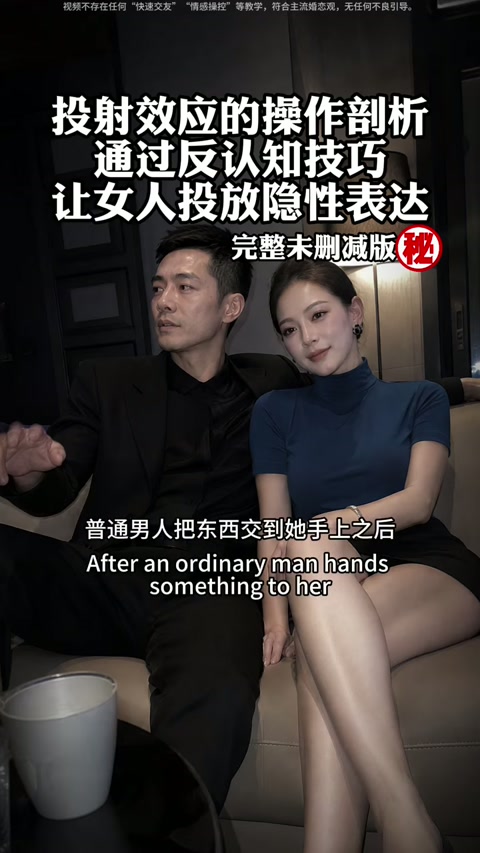 视频不存在任何“快速交友”“情感操控”等教学，符合主流婚恋观，无任何不良引导。
投射效应的操作剖析
通过反认知技巧
让女人投放隐性表达
完整未删减版 秘
普通男人把东西交到她手上之后
After an ordinary man hands
something to her